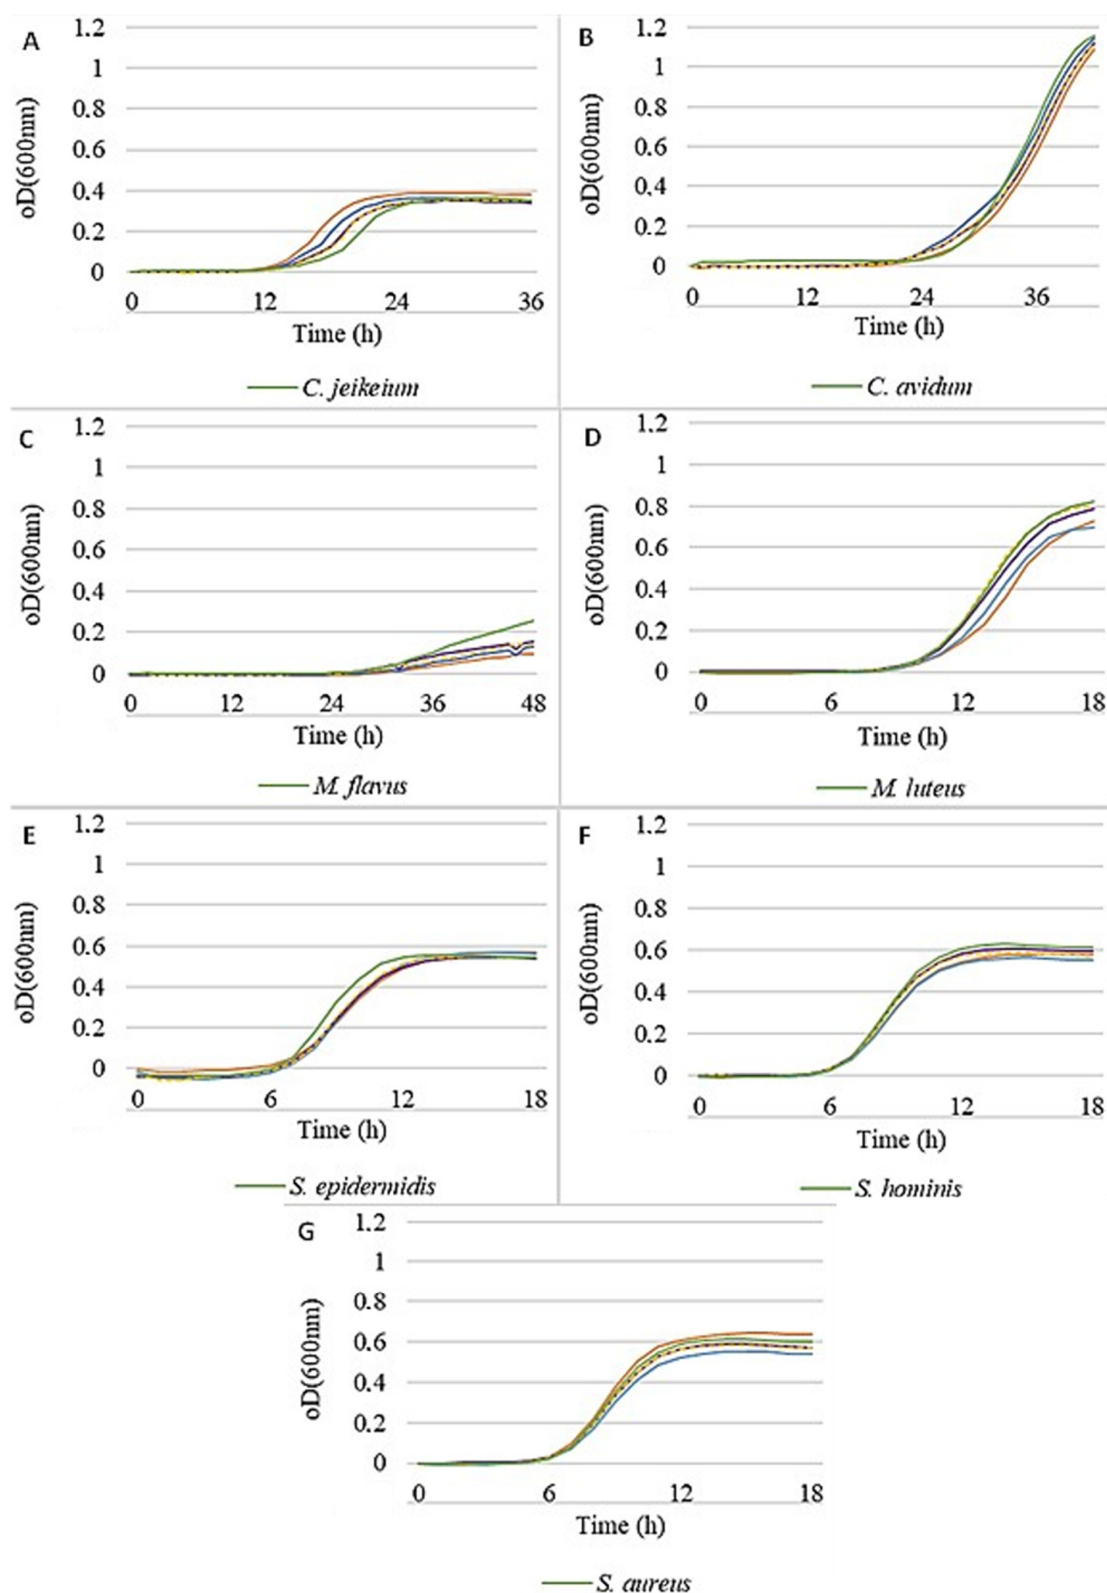 A
1.2
1
0.8
0.6
0.4
0.2
0
oD(600nm)
0 12 24 36
Time (h)
C. jeikeium
B
1.2
1
0.8
0.6
0.4
0.2
0
oD(600nm)
0 12 24 36
Time (h)
C. avidum
C
1.2
1
0.8
0.6
0.4
0.2
0
oD(600nm)
0 12 24 36 48
Time (h)
M. flavus
D
1.2
1
0.8
0.6
0.4
0.2
0
oD(600nm)
0 6 12 18
Time (h)
M. luteus
E
1.2
1
0.8
0.6
0.4
0.2
0
oD(600nm)
0 6 12 18
Time (h)
S. epidermidis
F
1.2
1
0.8
0.6
0.4
0.2
0
oD(600nm)
0 6 12 18
Time (h)
S. hominis
G
1.2
1
0.8
0.6
0.4
0.2
0
oD(600nm)
0 6 12 18
Time (h)
S. aureus